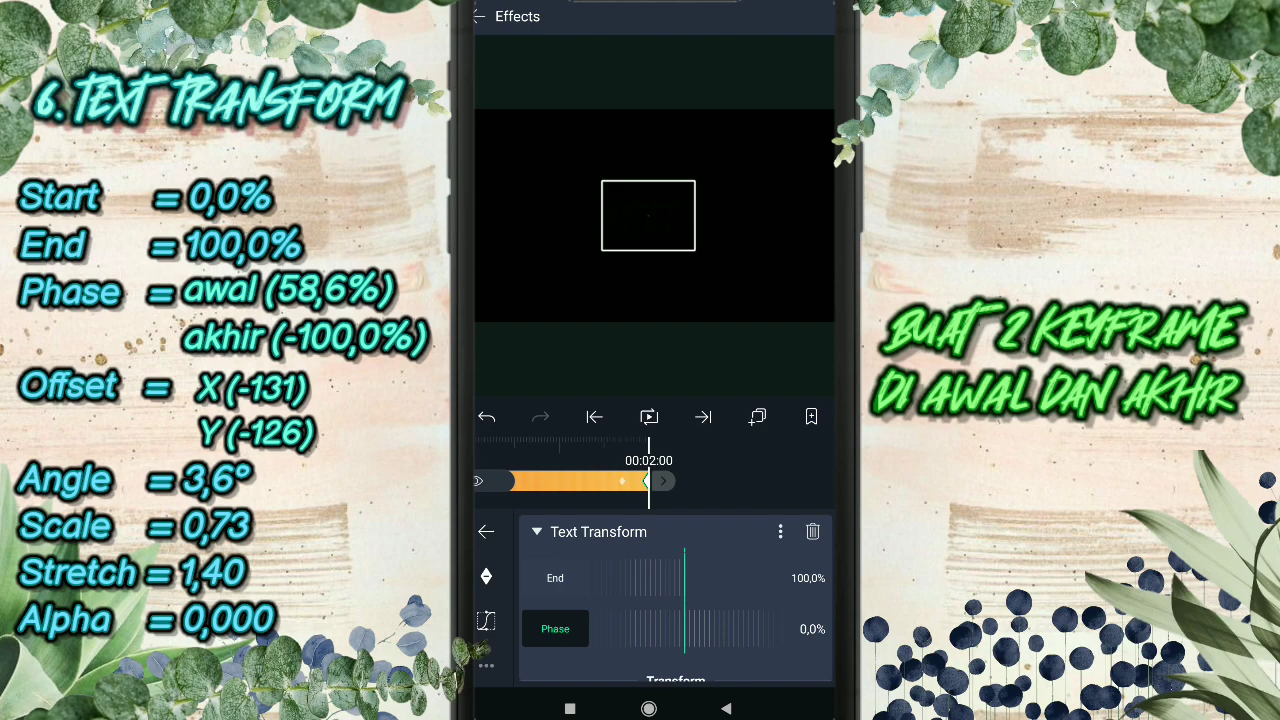 6. TEXT TRANSFORM
Start = 0,0%
End = 100,0%
Phase = awal (58,6%)
akhir (-100,0%)
Offset = X (-131)
Y (-126)
Angle = 3,6°
Scale = 0,73
Stretch = 1,40
Alpha = 0,000
Effects
00:02:00
Text Transform
End 100,0%
Phase 0,0%
Transform
BUAT 2 KEYFRAME
DI AWAL DAN AKHIR